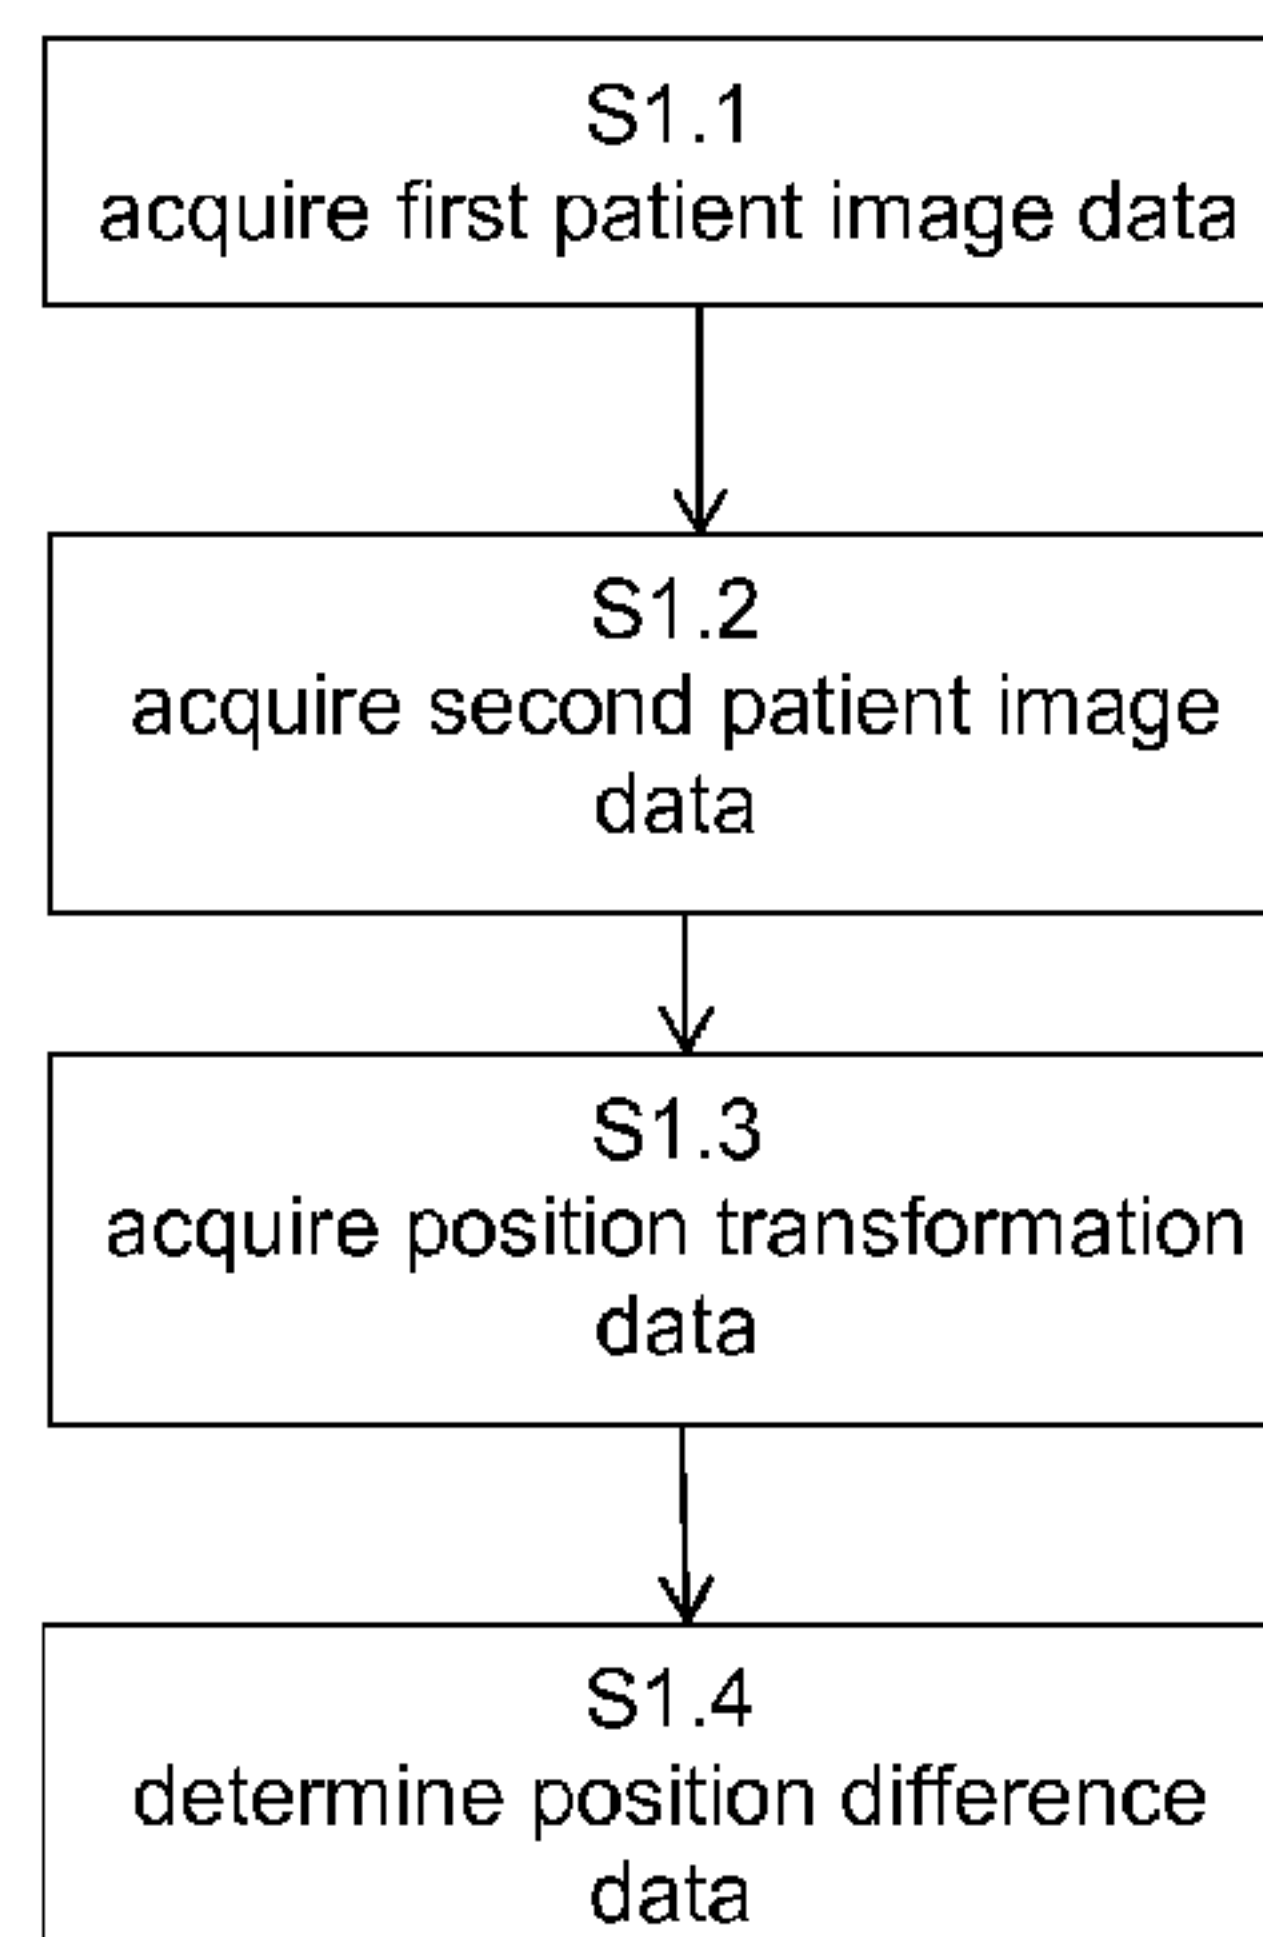 S1.1
acquire first patient image data
S1.2
acquire second patient image
data
S1.3
acquire position transformation
data
S1.4
determine position difference
data